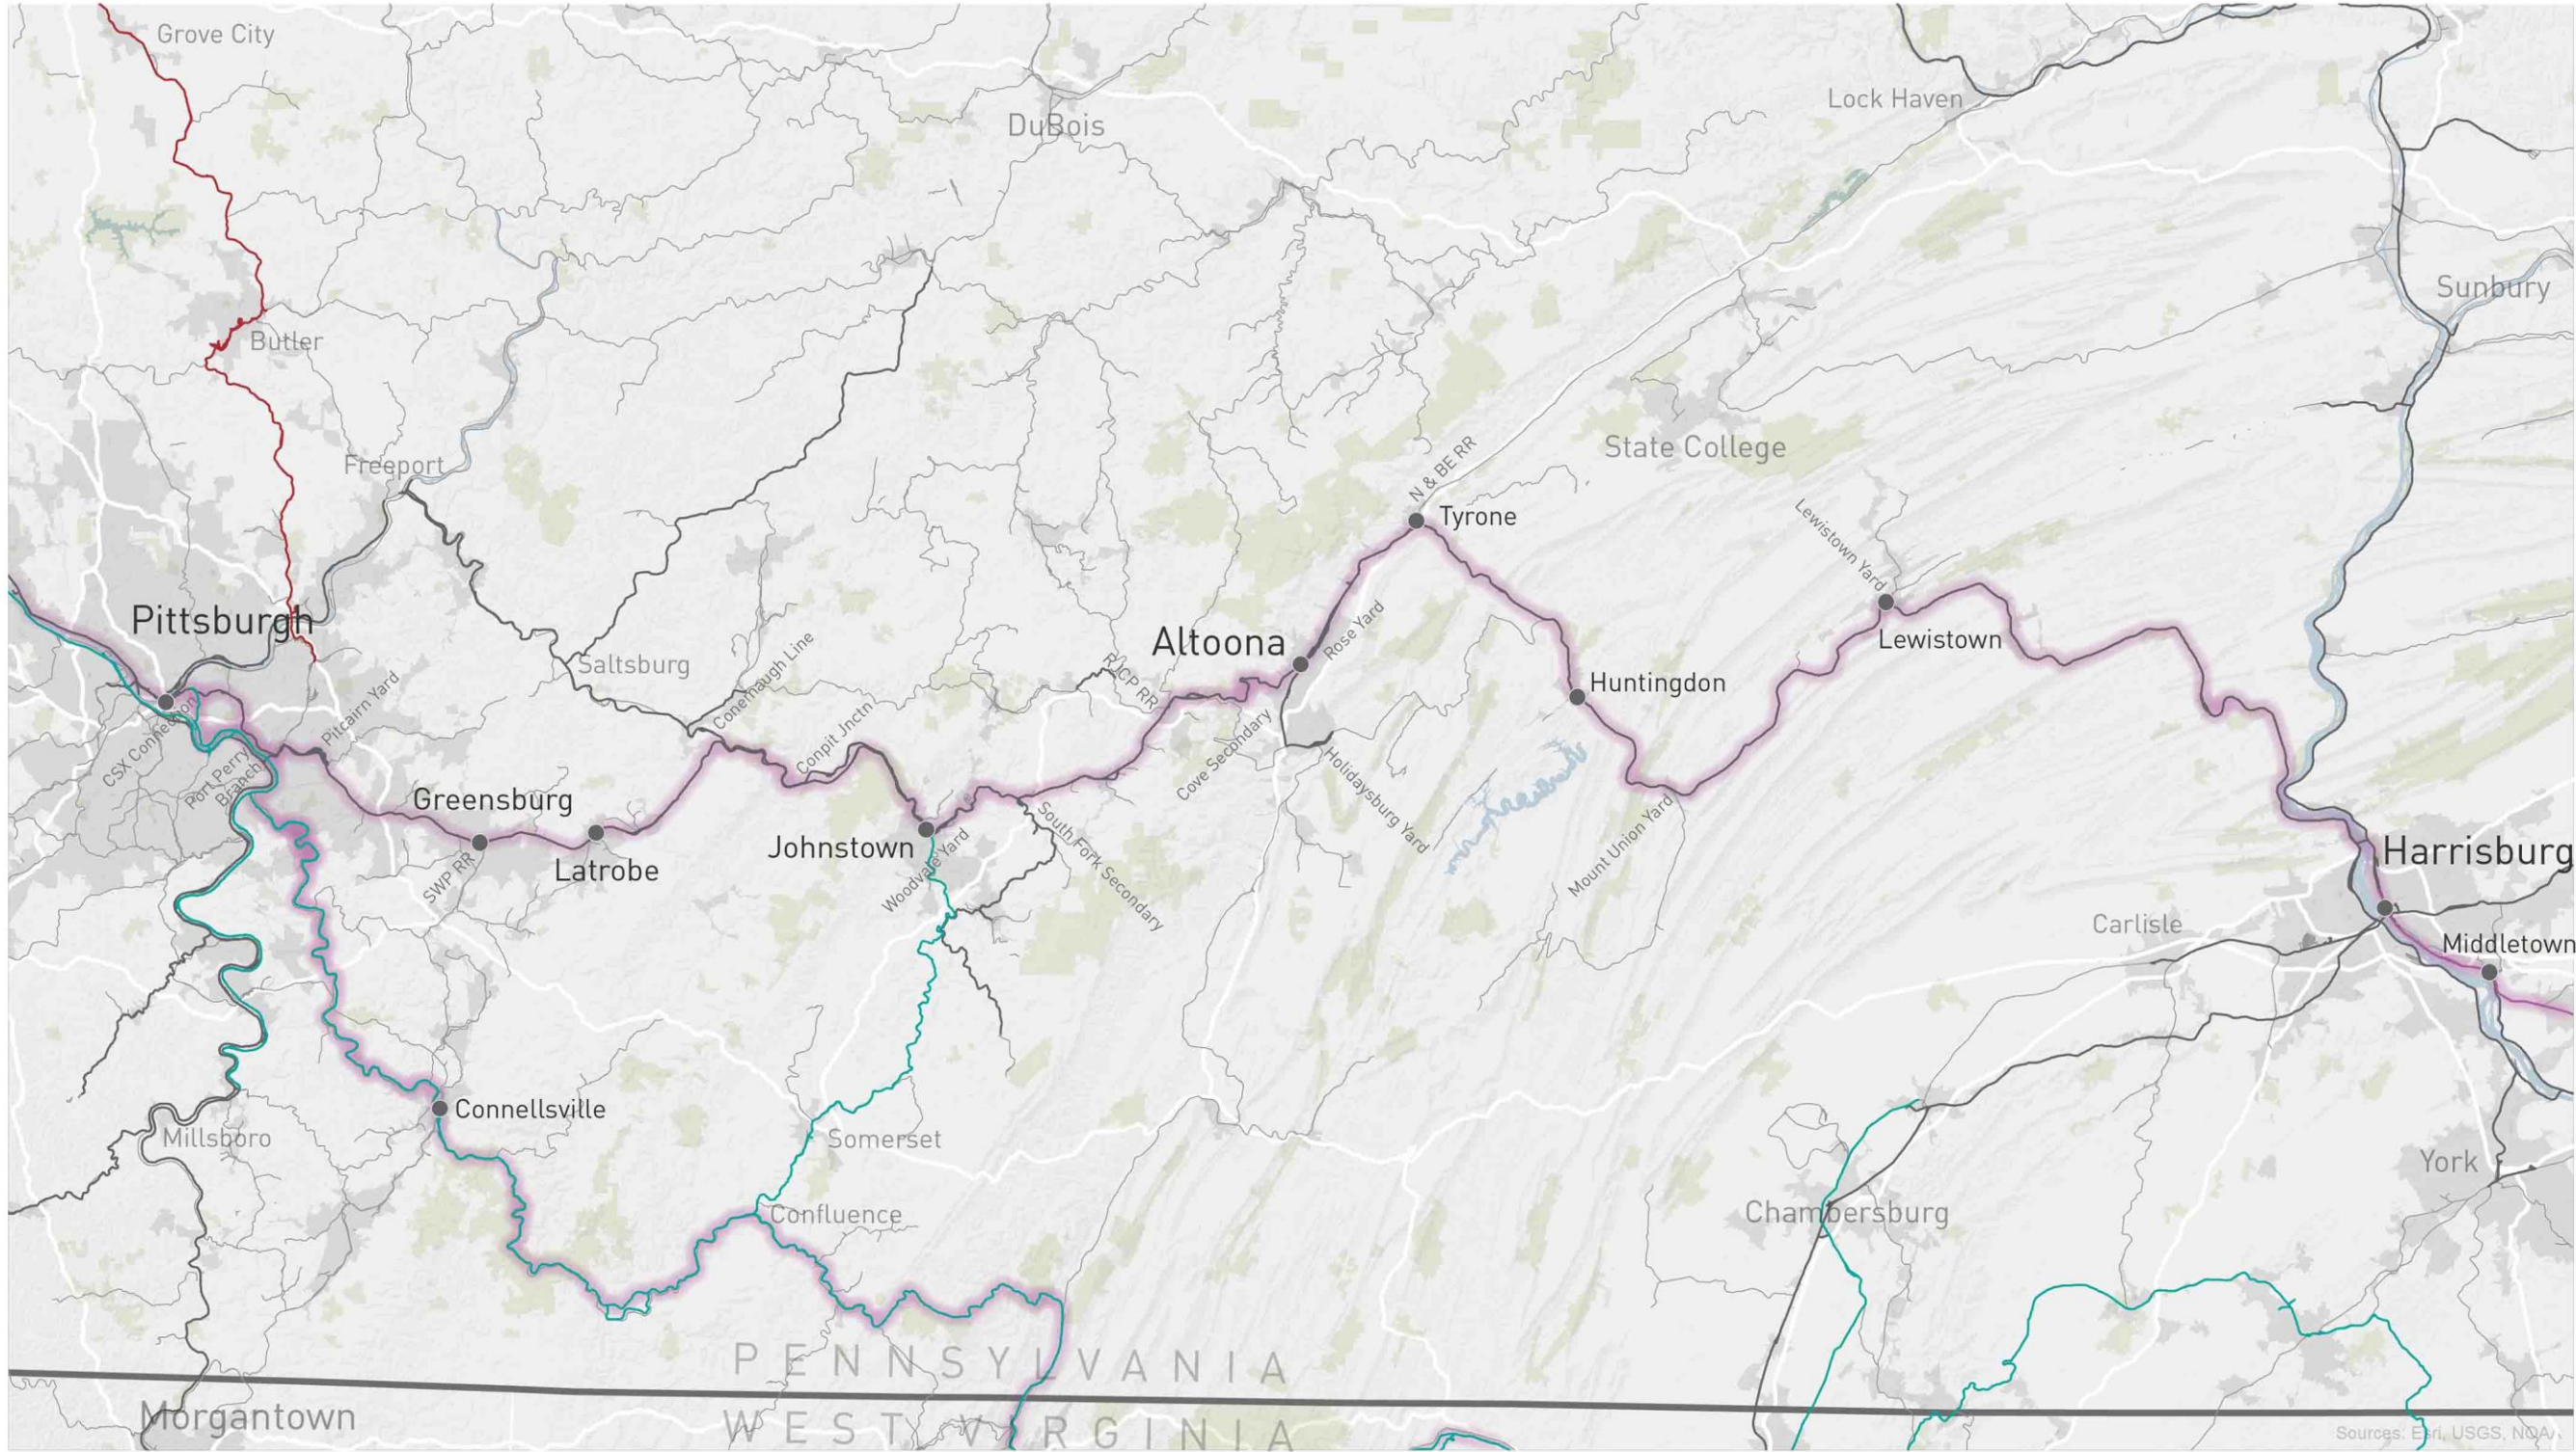 Grove City
Lock Haven
DuBois
Sunbury
Butler
State College
Freeport
N & BE RR
Tyrone
Lewistown Yard
Pittsburgh
Altoona
Rose Yard
Lewistown
Saltsburg
Conemaugh Line
RJCP RR
Huntingdon
Pitcairn Yard
CSX Connection
Conpit Jnctn
Cove Secondary
Port Perry
Branch
Holidaysburg Yard
Greensburg
Mount Union Yard
Johnstown
South Fork Secondary
Harrisburg
Latrobe
SWP RR
Woodvale Yard
Carlisle
Middletown
Connellsville
Millsboro
Somerset
York
Confluence
Chambersburg
PENNSYLVANIA
Morgantown
WEST VIRGINIA
Sources: Esri, USGS, NOAA